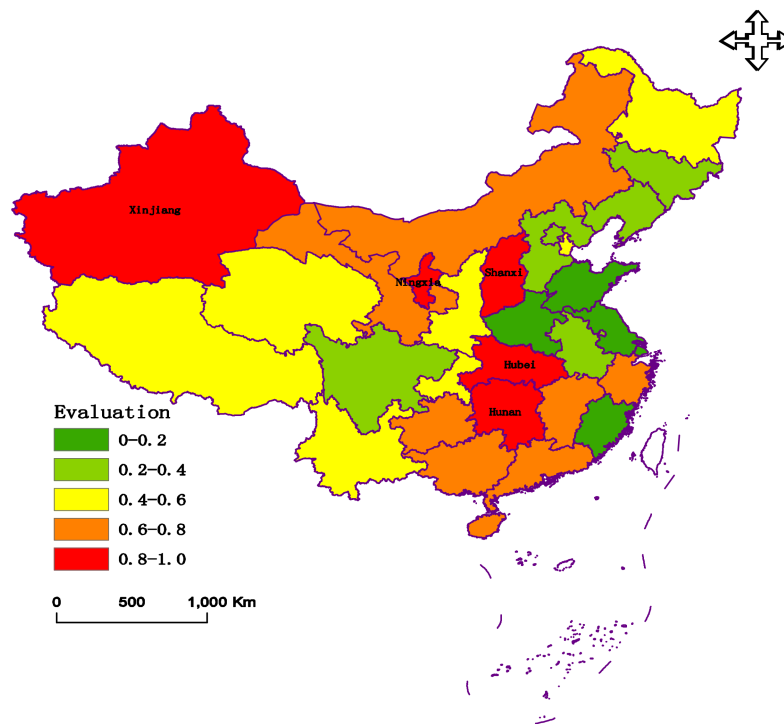 Xinjiang
Ningxia
Shanxi
Hubei
Hunan
Evaluation
0-0.2
0.2-0.4
0.4-0.6
0.6-0.8
0.8-1.0
0 500 1,000 Km